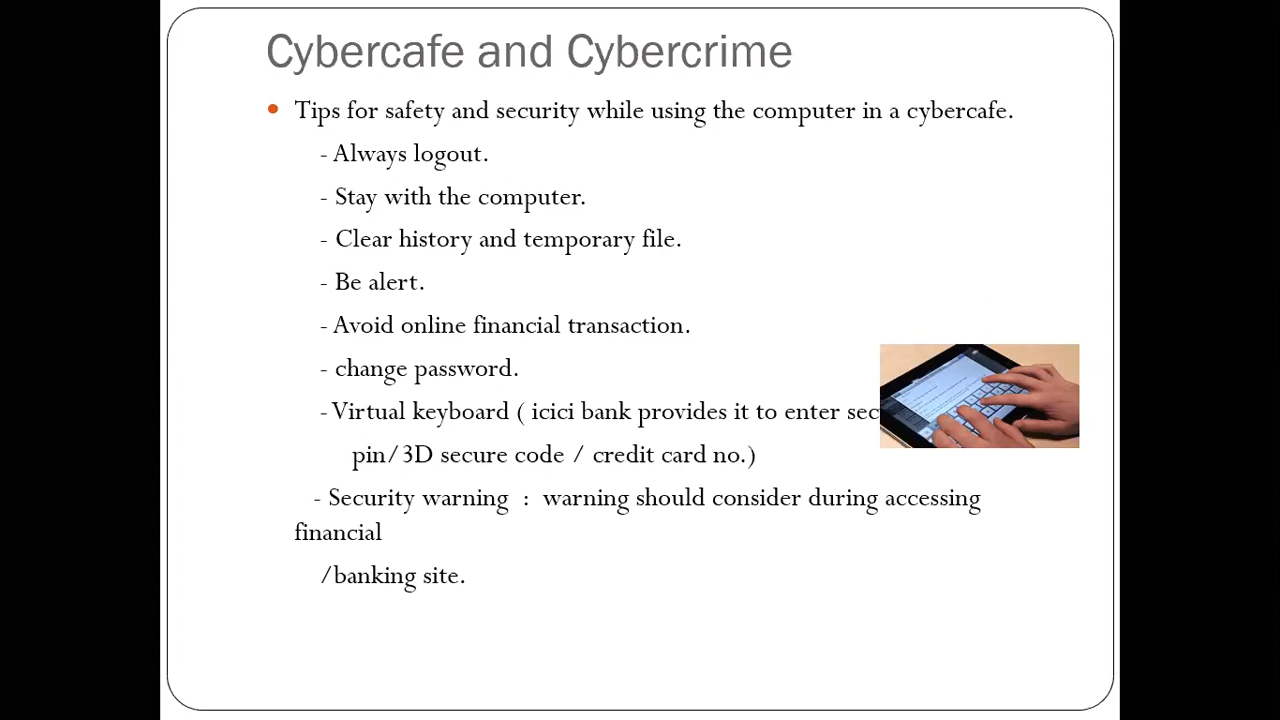 Cybercafe and Cybercrime
• Tips for safety and security while using the computer in a cybercafe.
- Always logout.
- Stay with the computer.
- Clear history and temporary file.
- Be alert.
- Avoid online financial transaction.
- change password.
- Virtual keyboard ( icici bank provides it to enter
pin/ 3D secure code / credit card no.)
- Security warning : warning should consider during accessing
financial
/banking site.